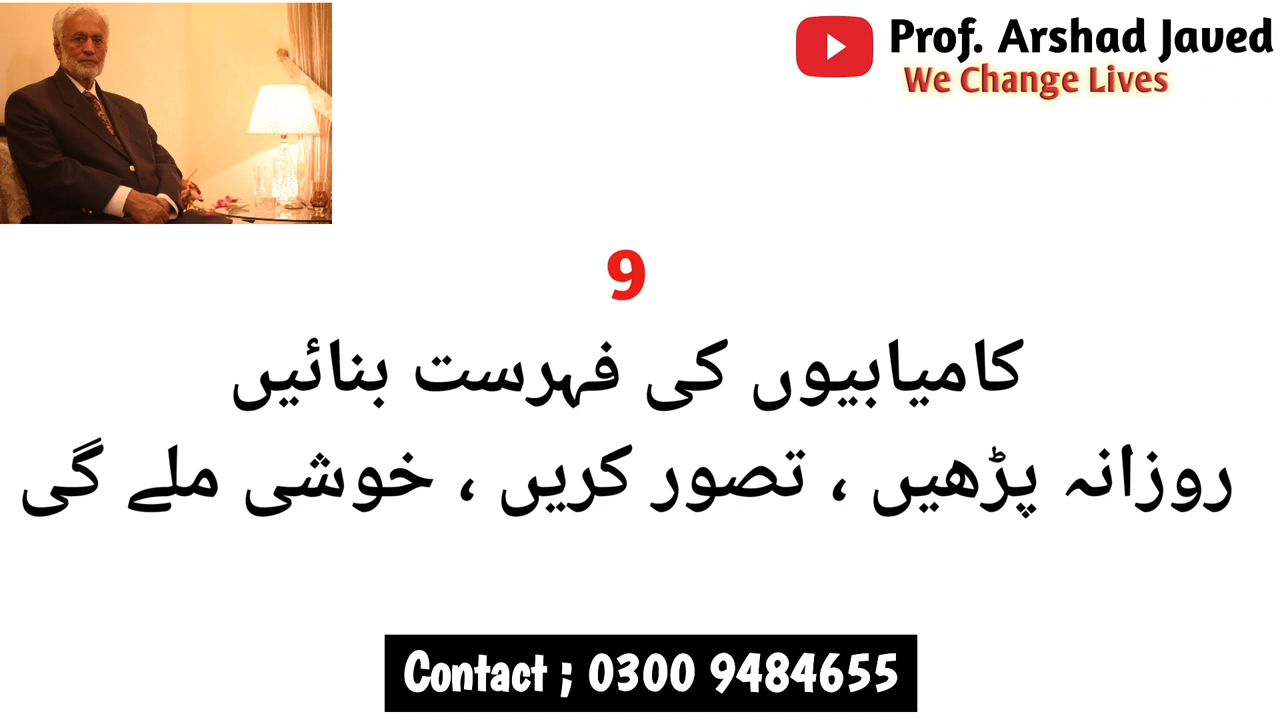 Prof. Arshad Javed
We Change Lives
9
کامیابیوں کی فہرست بنائیں
روزانہ پڑھیں ، تصور کریں ، خوشی ملے گی
Contact ; 0300 9484655